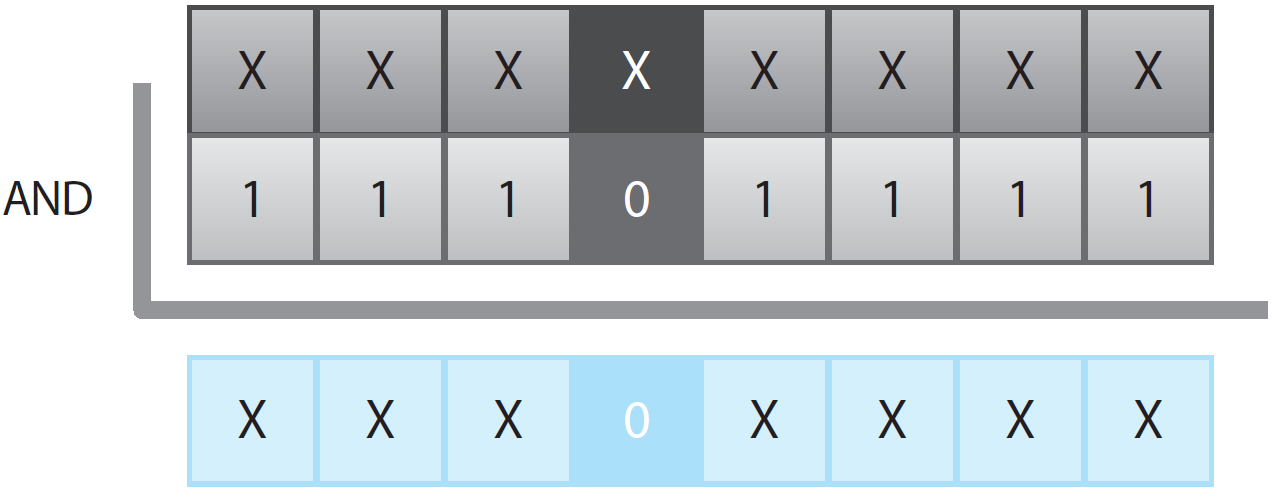 X X X X X X X X
AND 1 1 1 0 1 1 1 1
X X X 0 X X X X